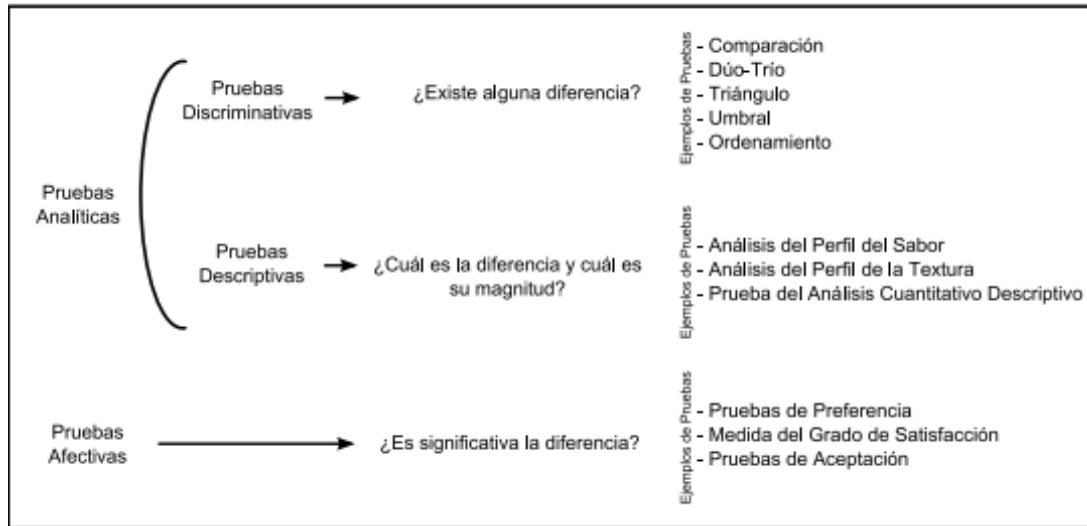 Pruebas
Analíticas
Pruebas
Discriminativas
¿Existe alguna diferencia?
Ejemplos de Pruebas
- Comparación
- Dúo-Trío
- Triángulo
- Umbral
- Ordenamiento
Pruebas
Descriptivas
¿Cuál es la diferencia y cuál es
su magnitud?
Ejemplos de Pruebas
- Análisis del Perfil del Sabor
- Análisis del Perfil de la Textura
- Prueba del Análisis Cuantitativo Descriptivo
Pruebas
Afectivas
¿Es significativa la diferencia?
Ejemplos de Pruebas
- Pruebas de Preferencia
- Medida del Grado de Satisfacción
- Pruebas de Aceptación